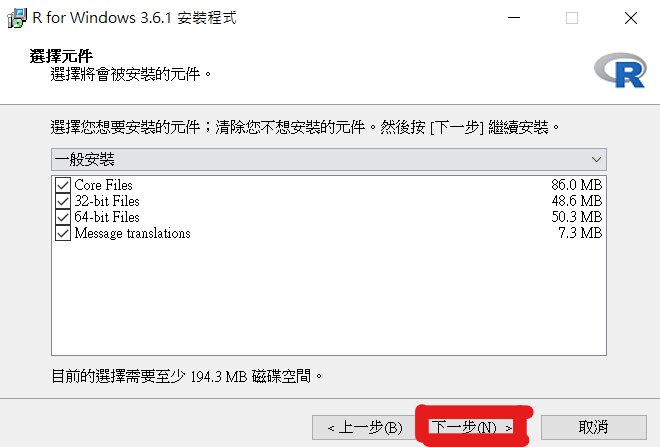 R for Windows 3.6.1 安裝程式
選擇元件
選擇將會被安裝的元件。
R
選擇您想要安裝的元件；清除您不想安裝的元件。然後按 [下一步] 繼續安裝。
一般安裝
Core Files 86.0 MB
32-bit Files 48.6 MB
64-bit Files 50.3 MB
Message translations 7.3 MB
目前的選擇需要至少 194.3 MB 磁碟空間。
< 上一步(B) 下一步(N) > 取消